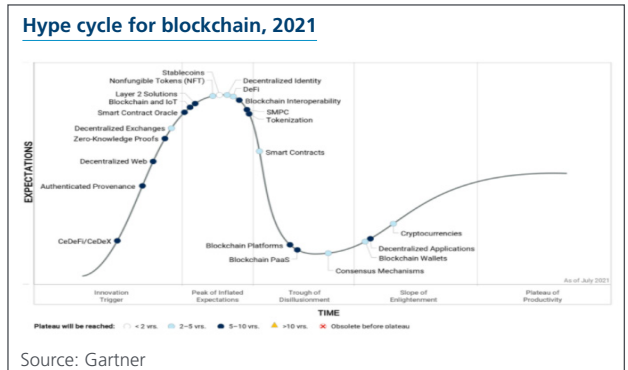 Hype cycle for blockchain, 2021
Stablecoins
Nonfungible Tokens (NFT)
Decentralized Identity
DeFi
Layer 2 Solutions
Blockchain and IoT
Blockchain Interoperability
Smart Contract Oracle
SMPC
Tokenization
Decentralized Exchanges
Zero-Knowledge Proofs
Smart Contracts
Decentralized Web
Authenticated Provenance
CeDeFi/CeDeX
Cryptocurrencies
Blockchain Platforms
Decentralized Applications
Blockchain PaaS
Blockchain Wallets
Consensus Mechanisms
EXPECTATIONS
As of July 2021
Innovation Trigger
Peak of Inflated Expectations
Trough of Disillusionment
Slope of Enlightenment
Plateau of Productivity
TIME
Plateau will be reached: < 2 yrs. 2–5 yrs. 5–10 yrs. >10 yrs. Obsolete before plateau
Source: Gartner